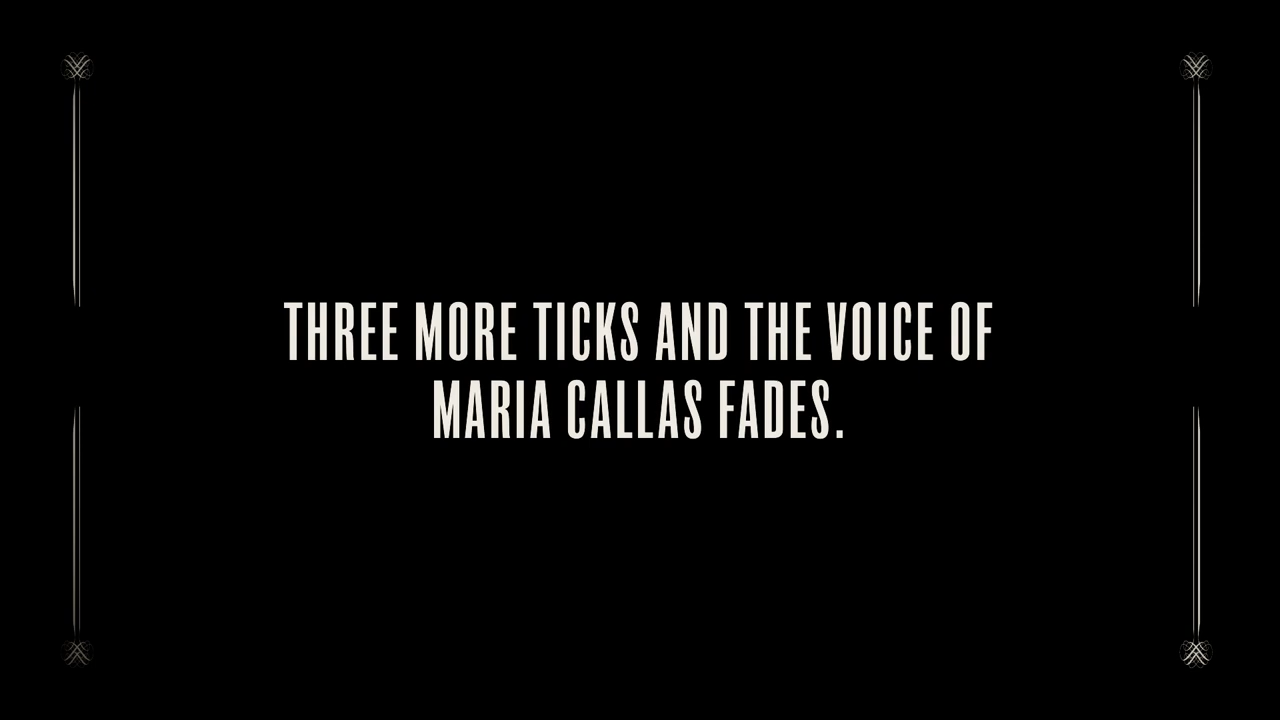 THREE MORE TICKS AND THE VOICE OF
MARIA CALLAS FADES.